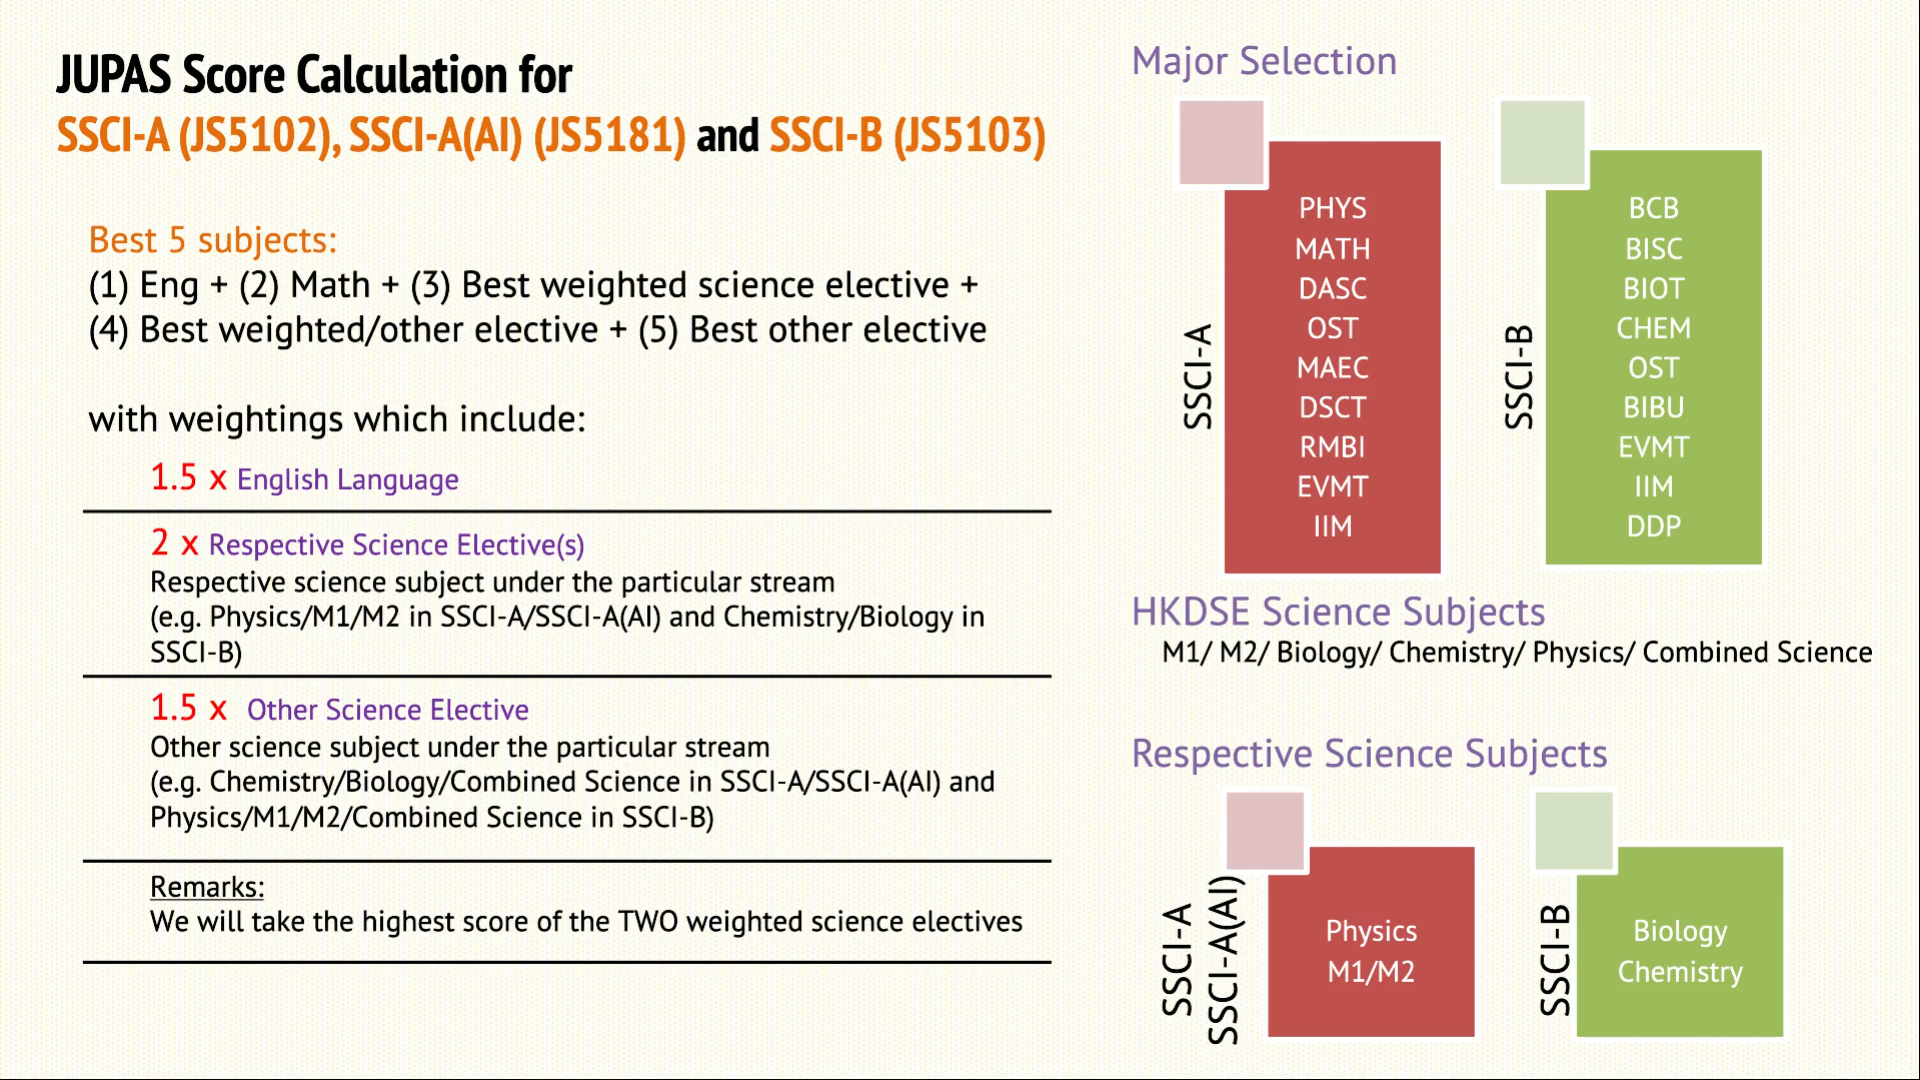 JUPAS Score Calculation for
SSCI-A (JS5102), SSCI-A(AI) (JS5181) and SSCI-B (JS5103)
Best 5 subjects:
(1) Eng + (2) Math + (3) Best weighted science elective +
(4) Best weighted/other elective + (5) Best other elective
with weightings which include:
1.5 x English Language
2 x Respective Science Elective(s)
Respective science subject under the particular stream
(e.g. Physics/M1/M2 in SSCI-A/SSCI-A(AI) and Chemistry/Biology in
SSCI-B)
1.5 x Other Science Elective
Other science subject under the particular stream
(e.g. Chemistry/Biology/Combined Science in SSCI-A/SSCI-A(AI) and
Physics/M1/M2/Combined Science in SSCI-B)
Remarks:
We will take the highest score of the TWO weighted science electives
Major Selection
SSCI-A
PHYS
MATH
DASC
OST
MAEC
DSCT
RMBI
EVMT
IIM
SSCI-B
BCB
BISC
BIOT
CHEM
OST
BIBU
EVMT
IIM
DDP
HKDSE Science Subjects
M1/ M2/ Biology/ Chemistry/ Physics/ Combined Science
Respective Science Subjects
SSCI-A
SSCI-A(AI)
Physics
M1/M2
SSCI-B
Biology
Chemistry